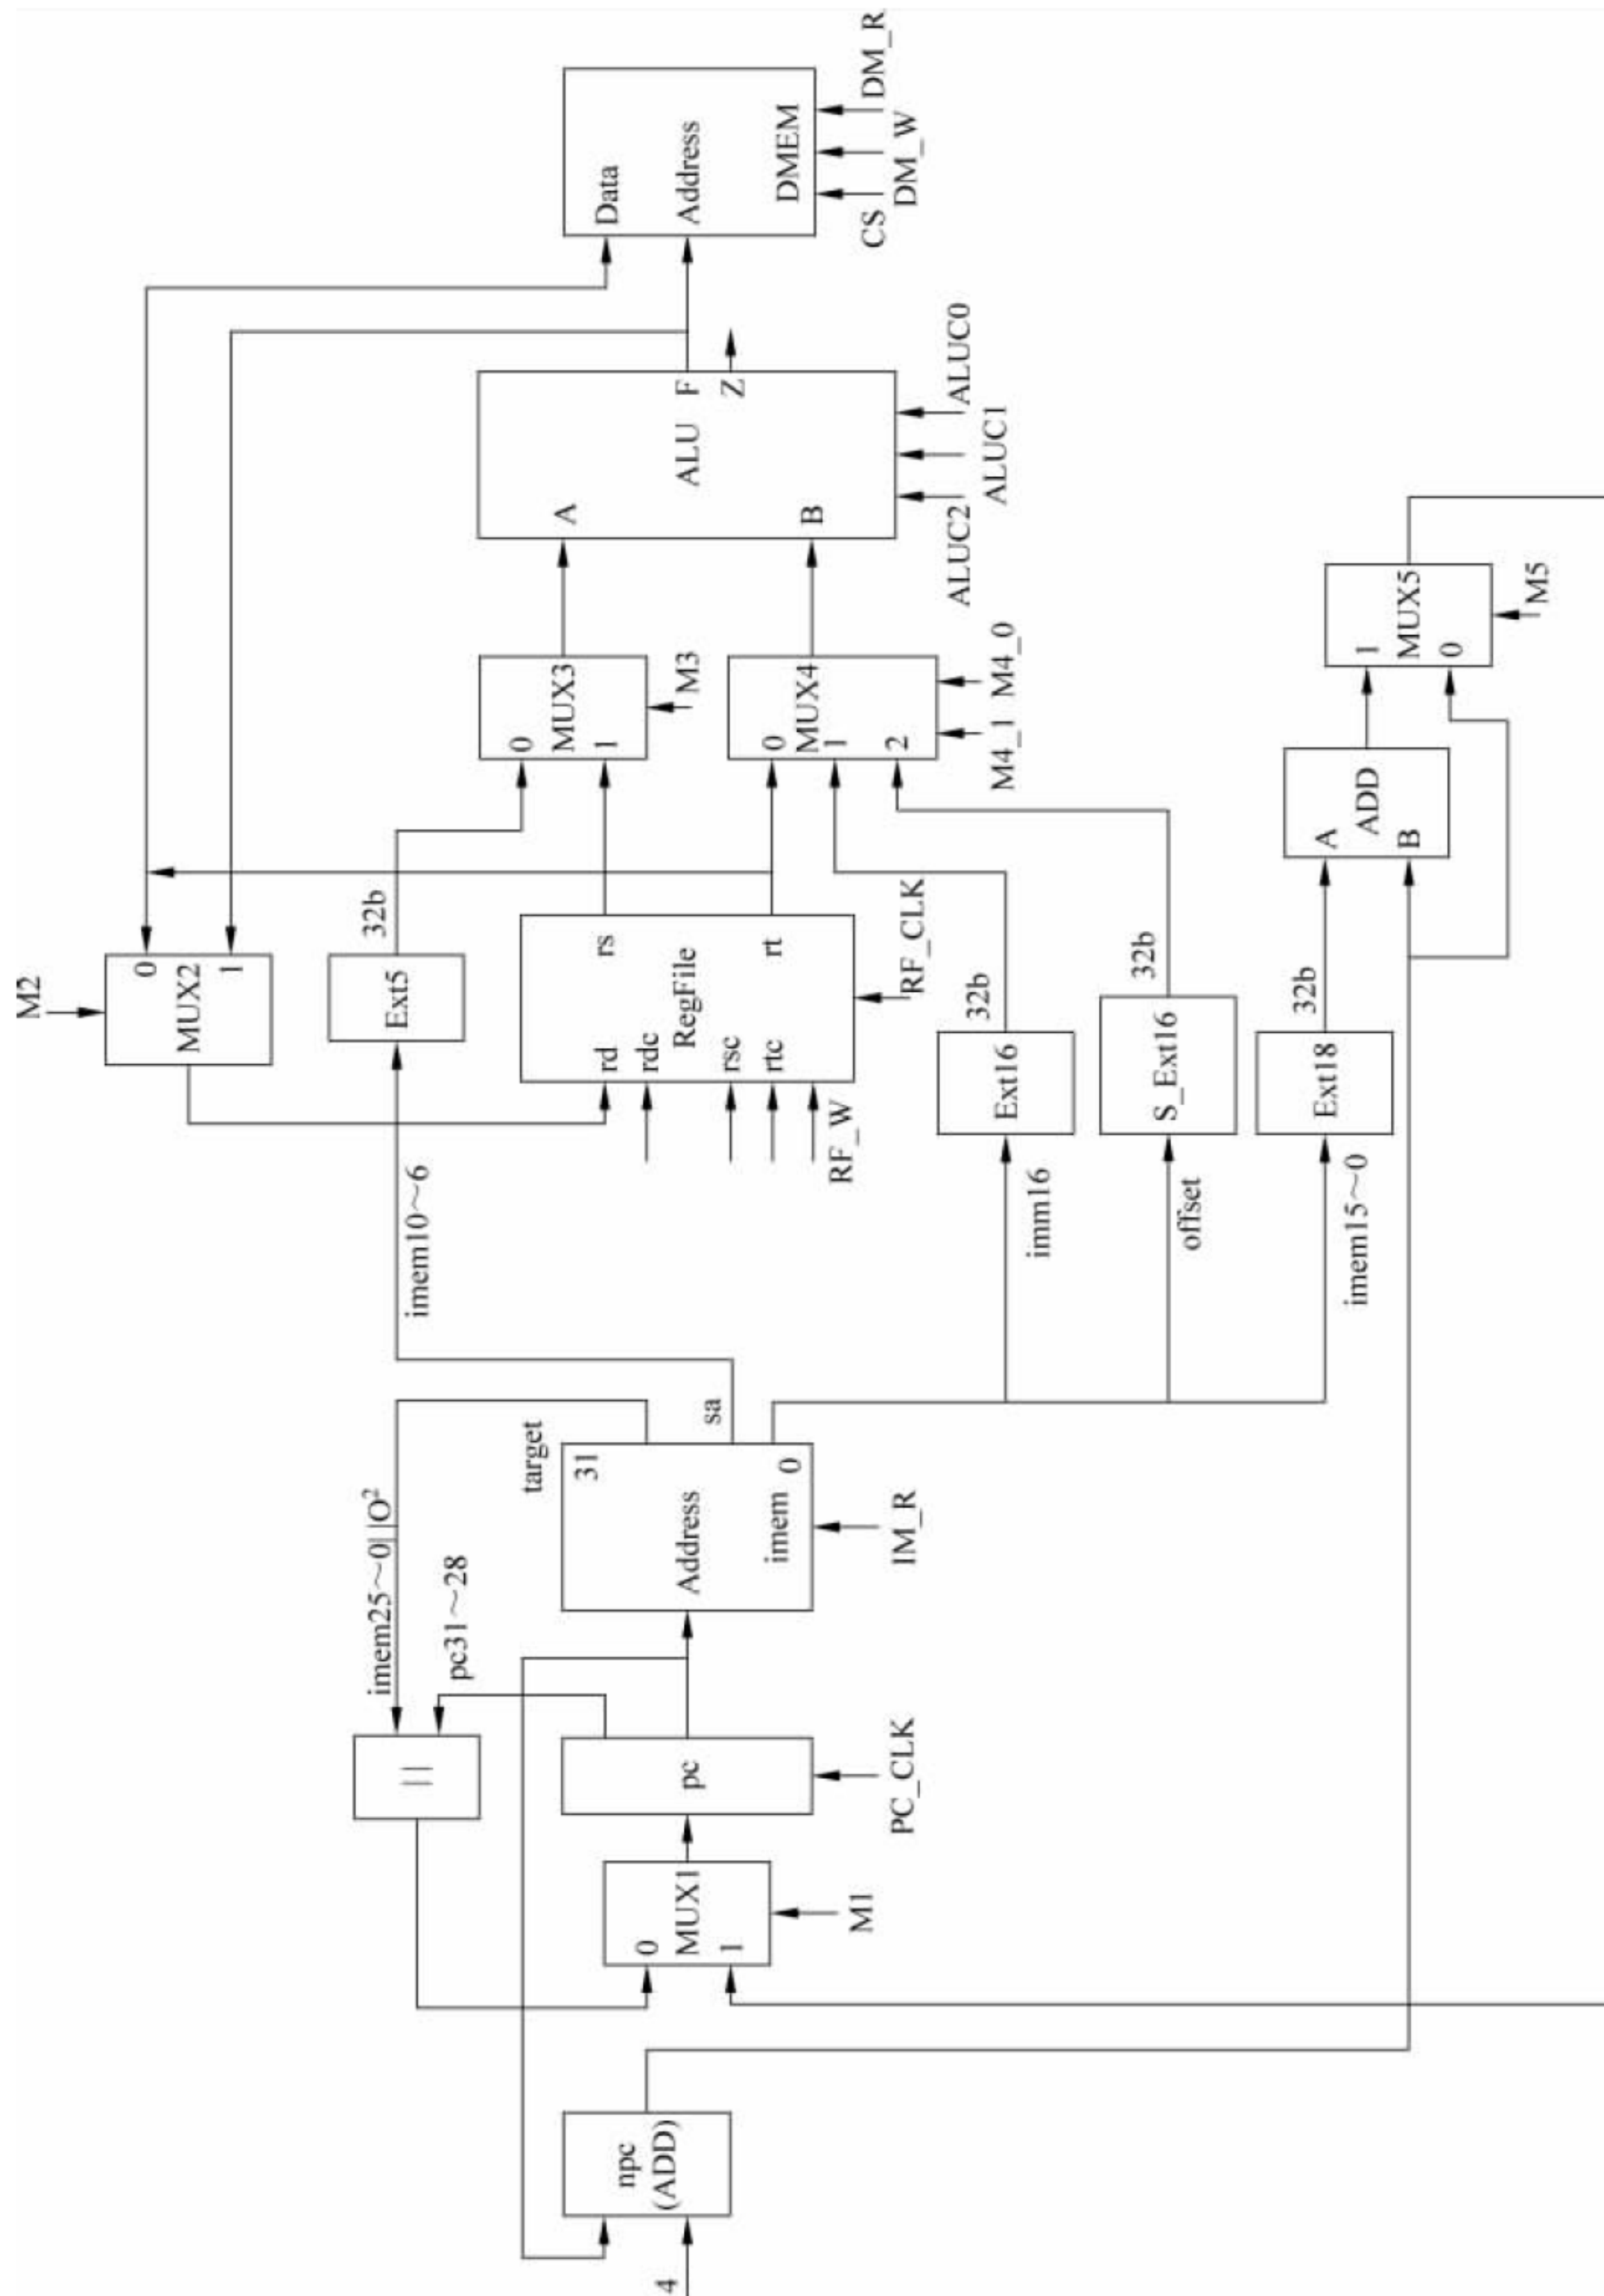 4
npc
(ADD)
0
MUX1
1
M1
||
pc
PC_CLK
imem25～0||O²
pc31～28
target
31
Address
imem 0
IM_R
sa
imem10～6
imm16
offset
imem15～0
M2
0
MUX2
1
Ext5
32b
rd
rdc
rsc
rtc
RegFile
rs
rt
RF_W
RF_CLK
Ext16
32b
S_Ext16
32b
Ext18
32b
0
MUX3
1
M3
0
MUX4
1
2
M4_1 M4_0
A
ADD
B
1
MUX5
0
M5
A
B
ALU F
Z
ALUC2
ALUC1
ALUC0
Data
Address
DMEM
CS
DM_W
DM_R